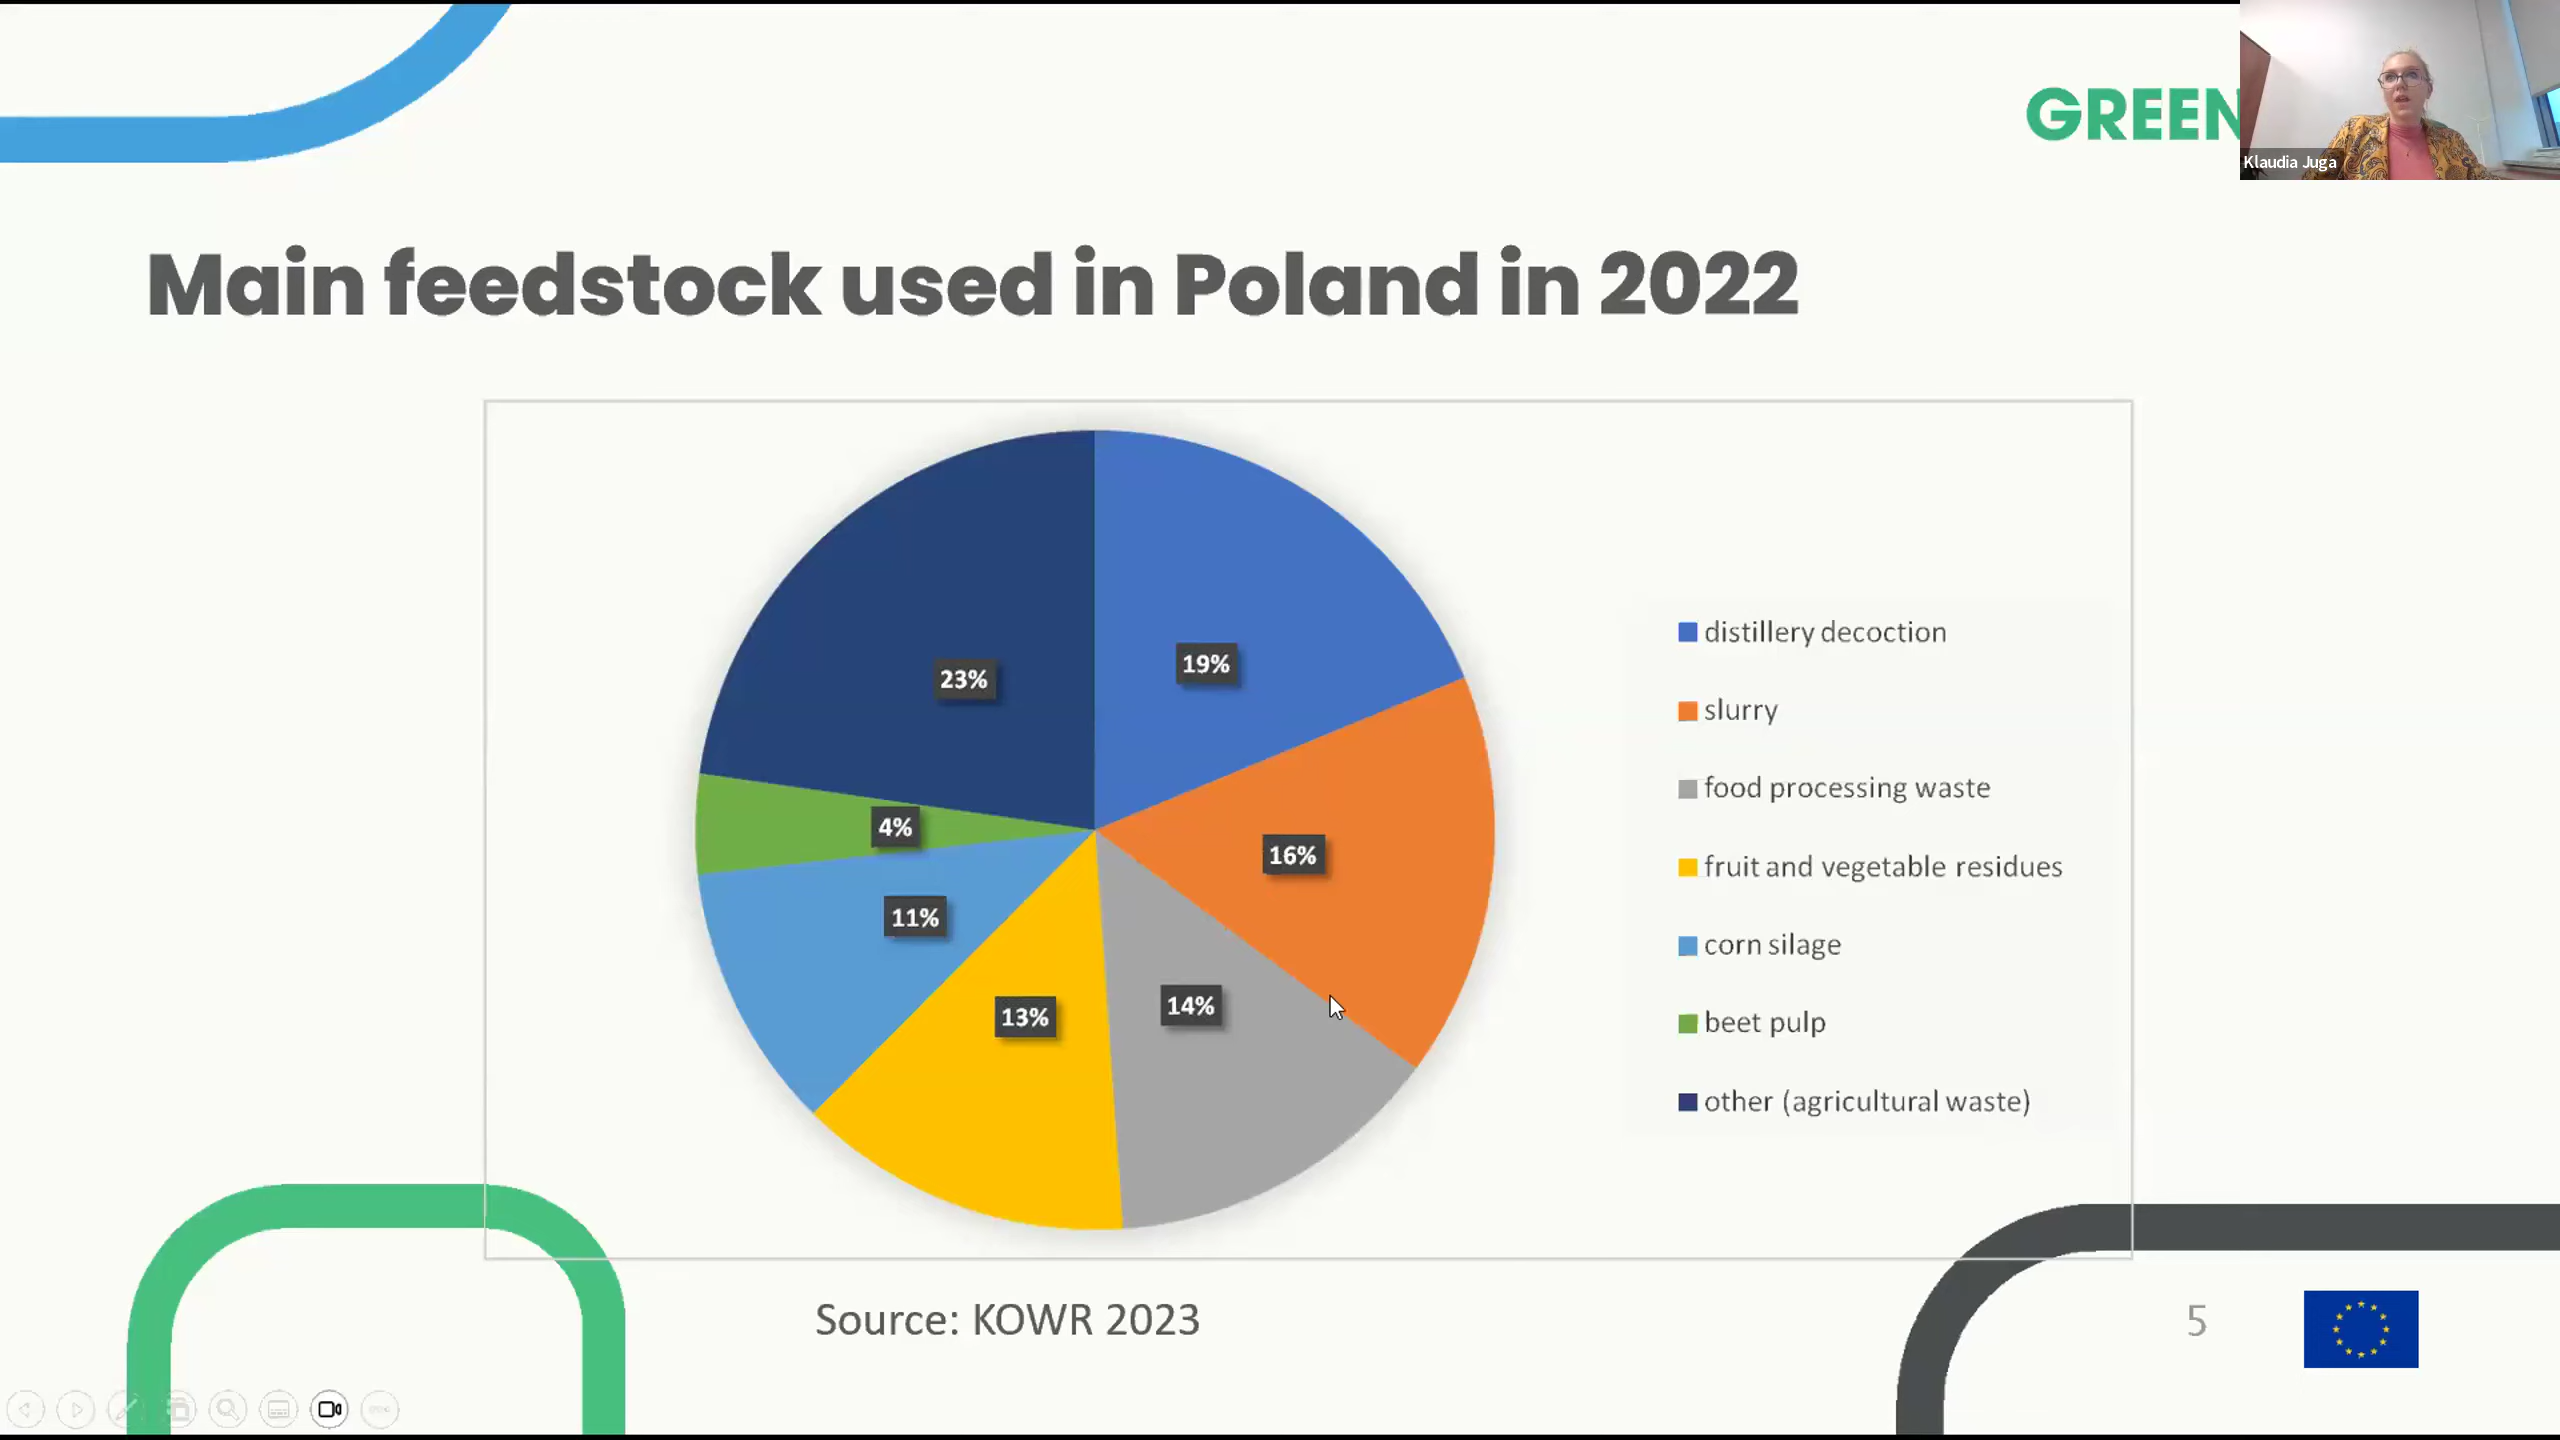 GREEN
Klaudia Juga
Main feedstock used in Poland in 2022
23%
19%
4%
16%
11%
13%
14%
distillery decoction
slurry
food processing waste
fruit and vegetable residues
corn silage
beet pulp
other (agricultural waste)
Source: KOWR 2023
5